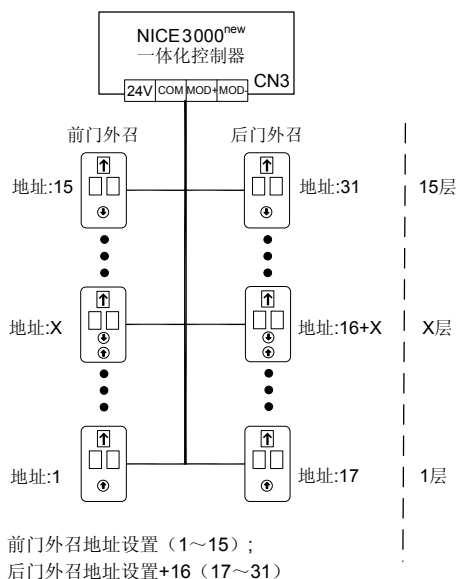 NICE3000new
一体化控制器
24V COM MOD+ MOD- CN3
前门外召 后门外召
地址:15 地址:31 15层
地址:X 地址:16+X X层
地址:1 地址:17 1层
前门外召地址设置（1～15）;
后门外召地址设置+16（17～31）